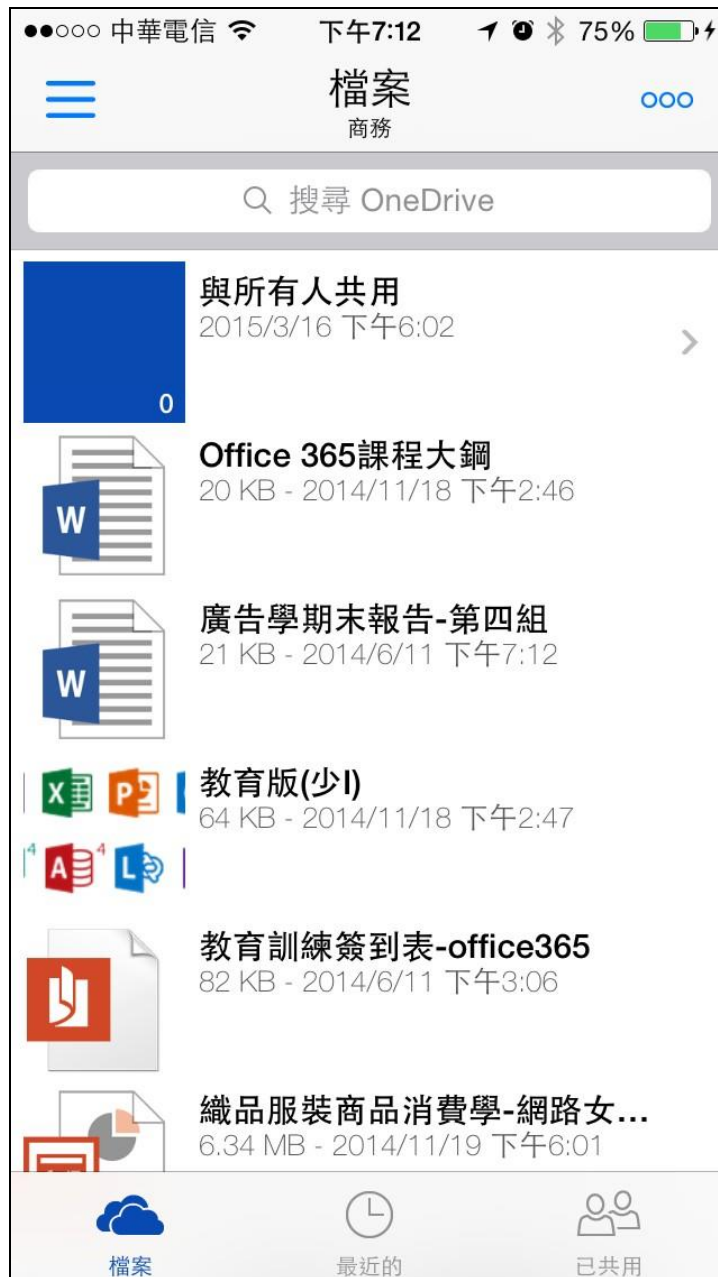 中華電信 下午7:12 75%
檔案
商務
搜尋 OneDrive
與所有人共用
2015/3/16 下午6:02
0
Office 365課程大鋼
20 KB - 2014/11/18 下午2:46
W
廣告學期末報告-第四組
21 KB - 2014/6/11 下午7:12
W
教育版(少I)
64 KB - 2014/11/18 下午2:47
X P
4 A 4 L
教育訓練簽到表-office365
82 KB - 2014/6/11 下午3:06
織品服裝商品消費學-網路女...
6.34 MB - 2014/11/19 下午6:01
檔案 最近的 已共用